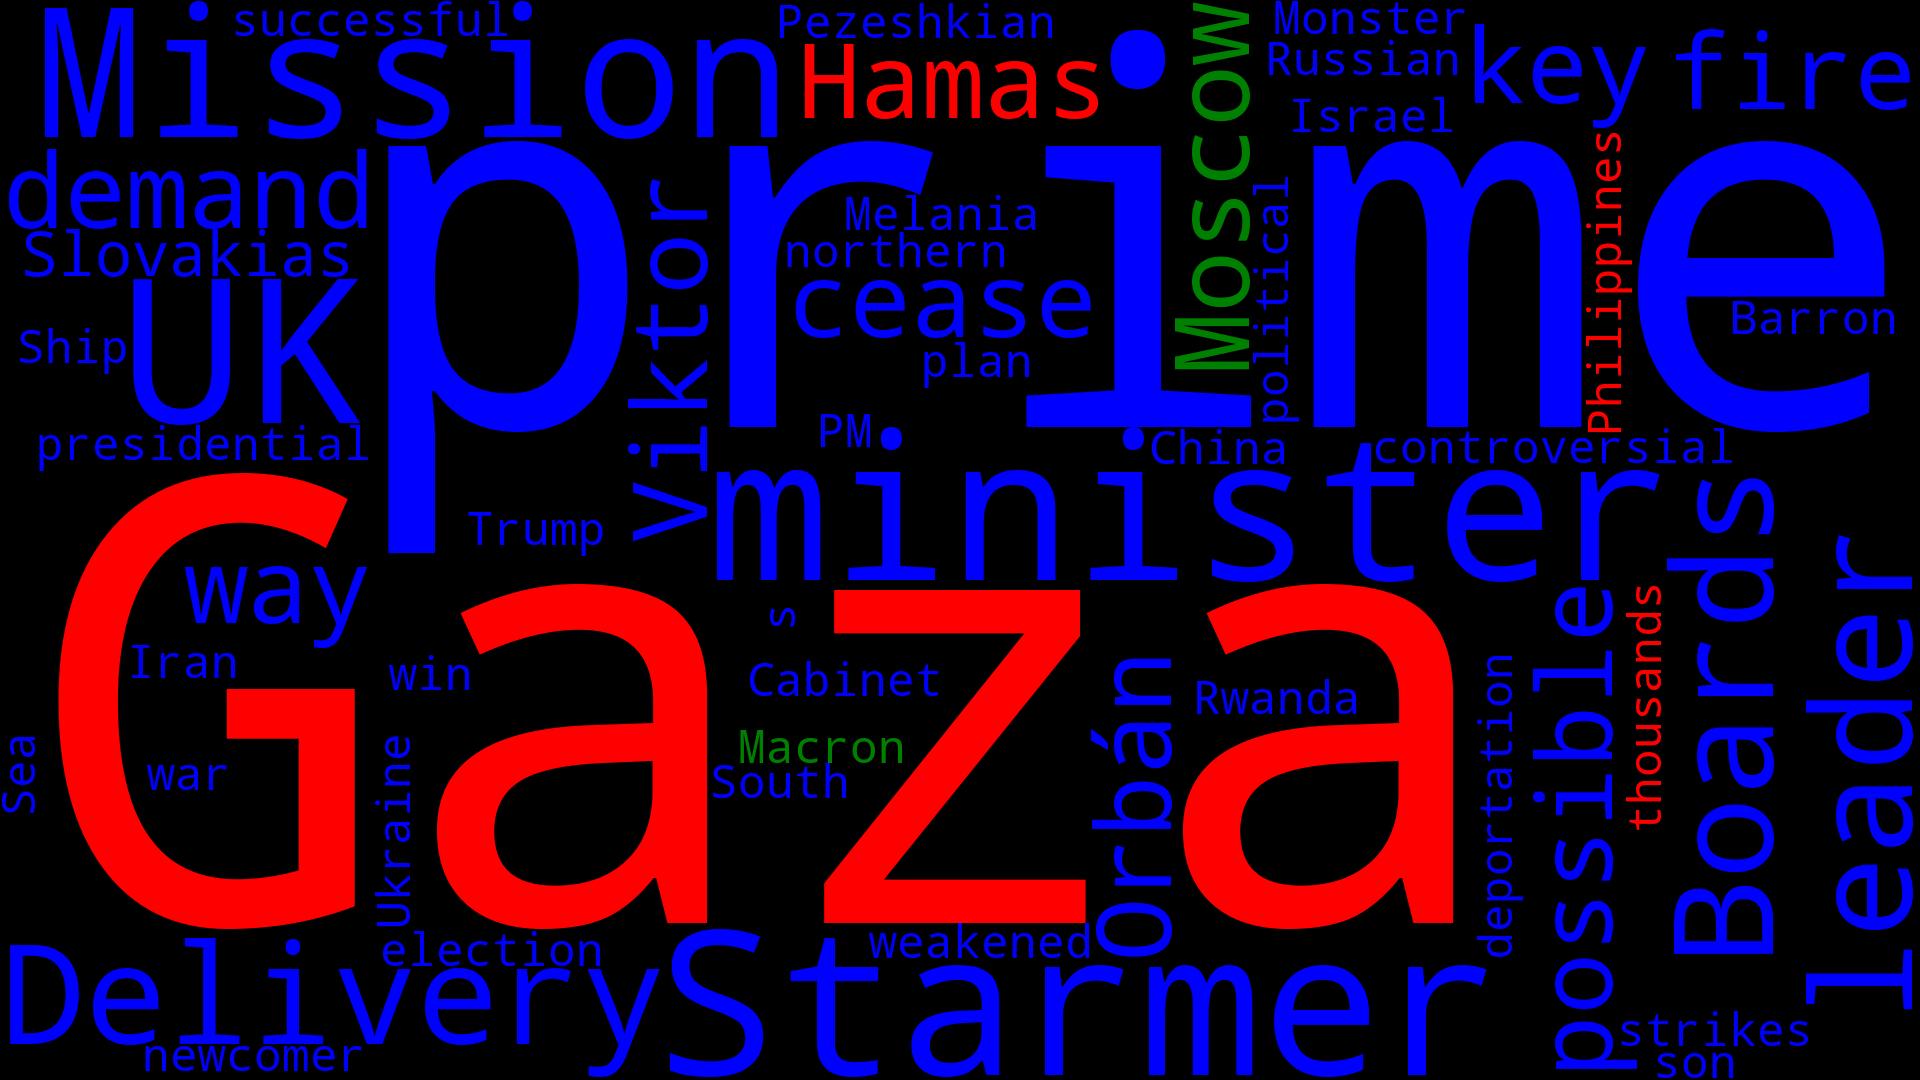 successful
Mission
Pezeshkian
Hamas
Moscow
Monster
Russian
key
fire
Israel
demand
prime
Philippines
Slovakias
Viktor
Melania
northern
cease
plan
political
Barron
UK
Ship
presidential
PM
China
controversial
minister
Trump
Gaza
way
Iran
win
s
Cabinet
Rwanda
Macron
South
war
Sea
Ukraine
Orbán
deportation
possible
thousands
Boards
leader
election
weakened
Delivery
Starmer
newcomer
strikes
son